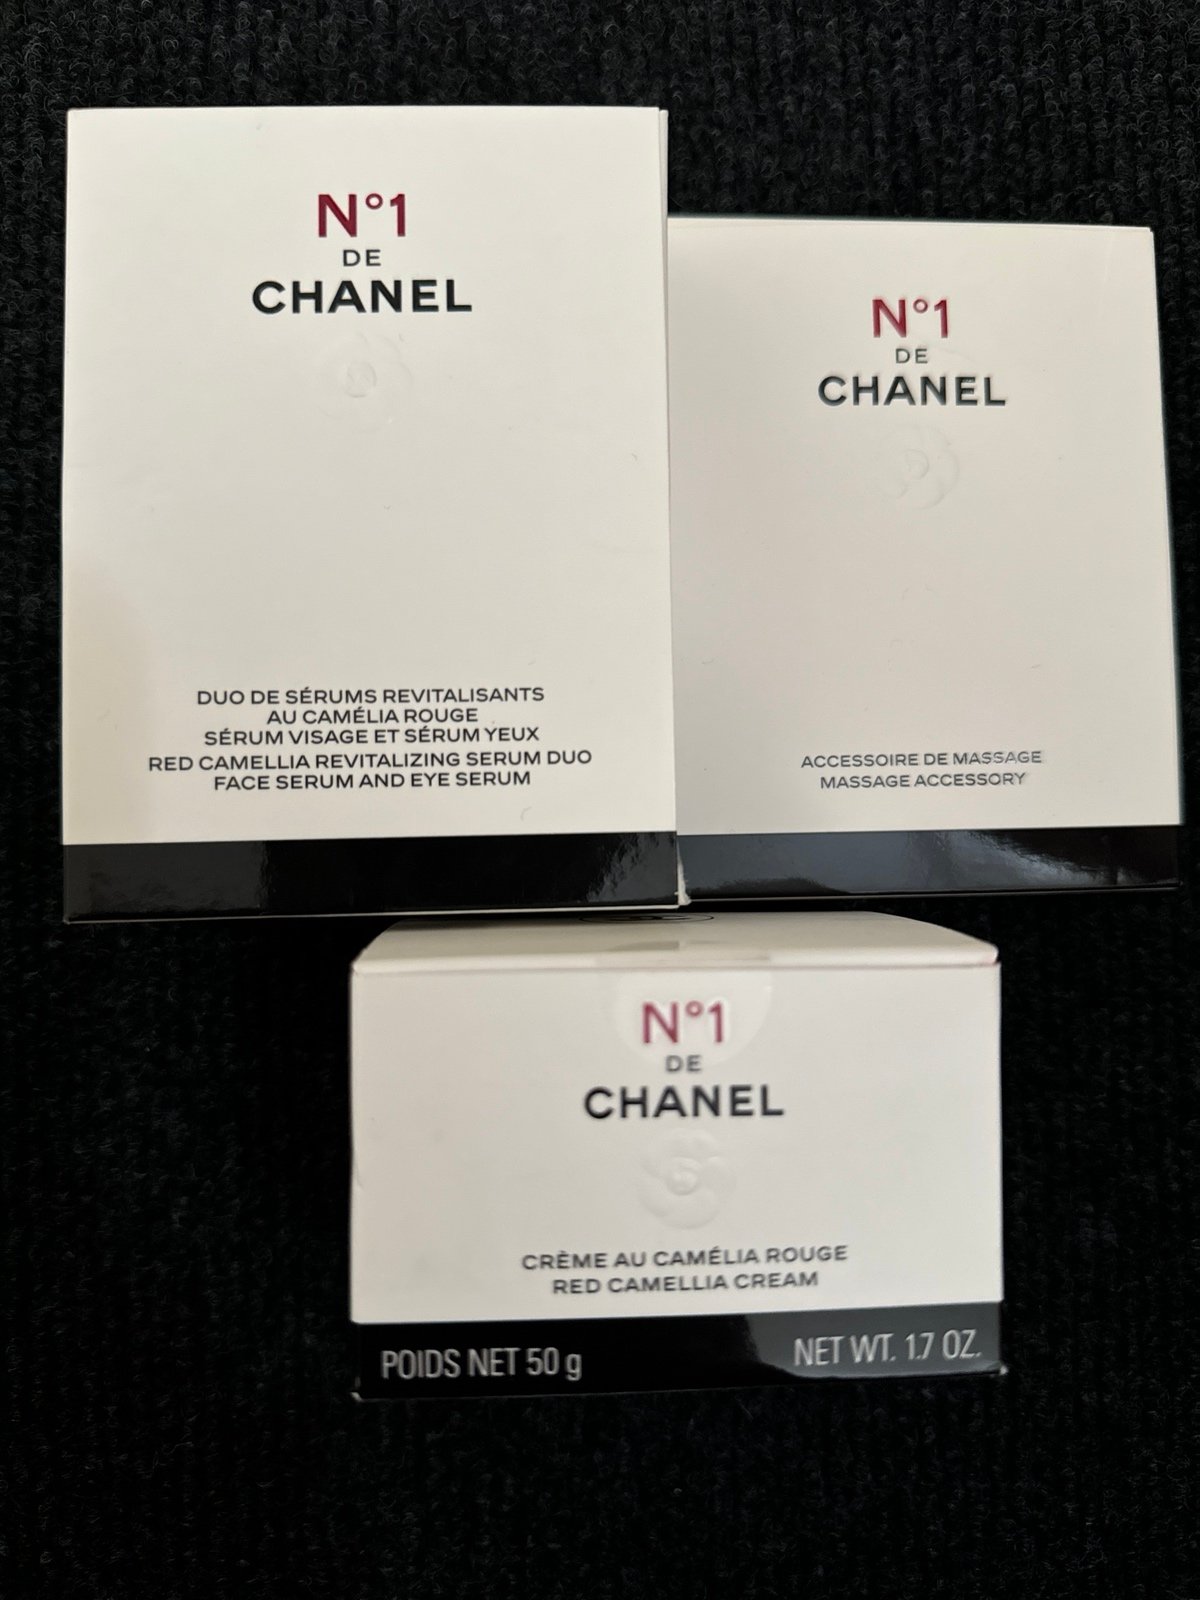 N°1
DE
CHANEL
DUO DE SÉRUMS REVITALISANTS
AU CAMÉLIA ROUGE
SÉRUM VISAGE ET SÉRUM YEUX
RED CAMELLIA REVITALIZING SERUM DUO
FACE SERUM AND EYE SERUM
N°1
DE
CHANEL
ACCESSOIRE DE MASSAGE
MASSAGE ACCESSORY
N°1
DE
CHANEL
CRÈME AU CAMÉLIA ROUGE
RED CAMELLIA CREAM
POIDS NET 50 g
NET WT. 1.7 OZ.